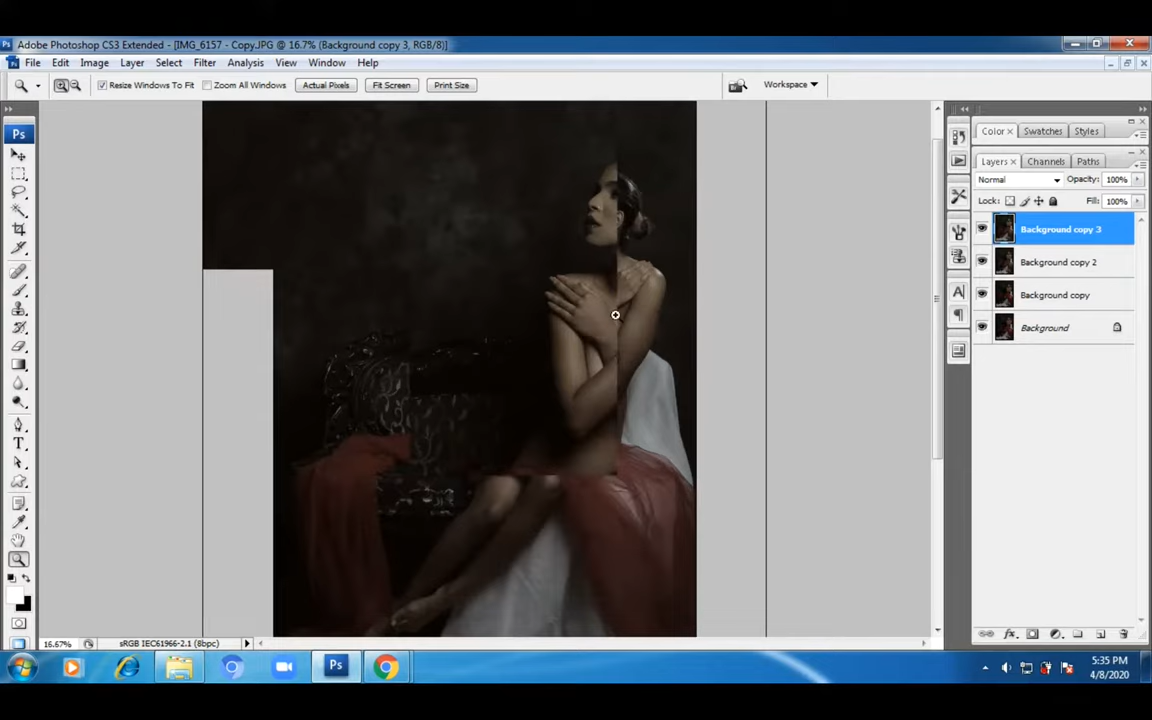 Ps Adobe Photoshop CS3 Extended - [IMG_6157 - Copy.JPG @ 16.7% (Background copy 3, RGB/8)]
File Edit Image Layer Select Filter Analysis View Window Help
Resize Windows To Fit Zoom All Windows Actual Pixels Fit Screen Print Size Workspace
Ps
Color × Swatches Styles
Layers × Channels Paths
Normal Opacity: 100%
Lock: Fill: 100%
Background copy 3
Background copy 2
Background copy
Background
A
T
16.67% sRGB IEC61966-2.1 (8bpc)
Ps
5:35 PM
4/8/2020